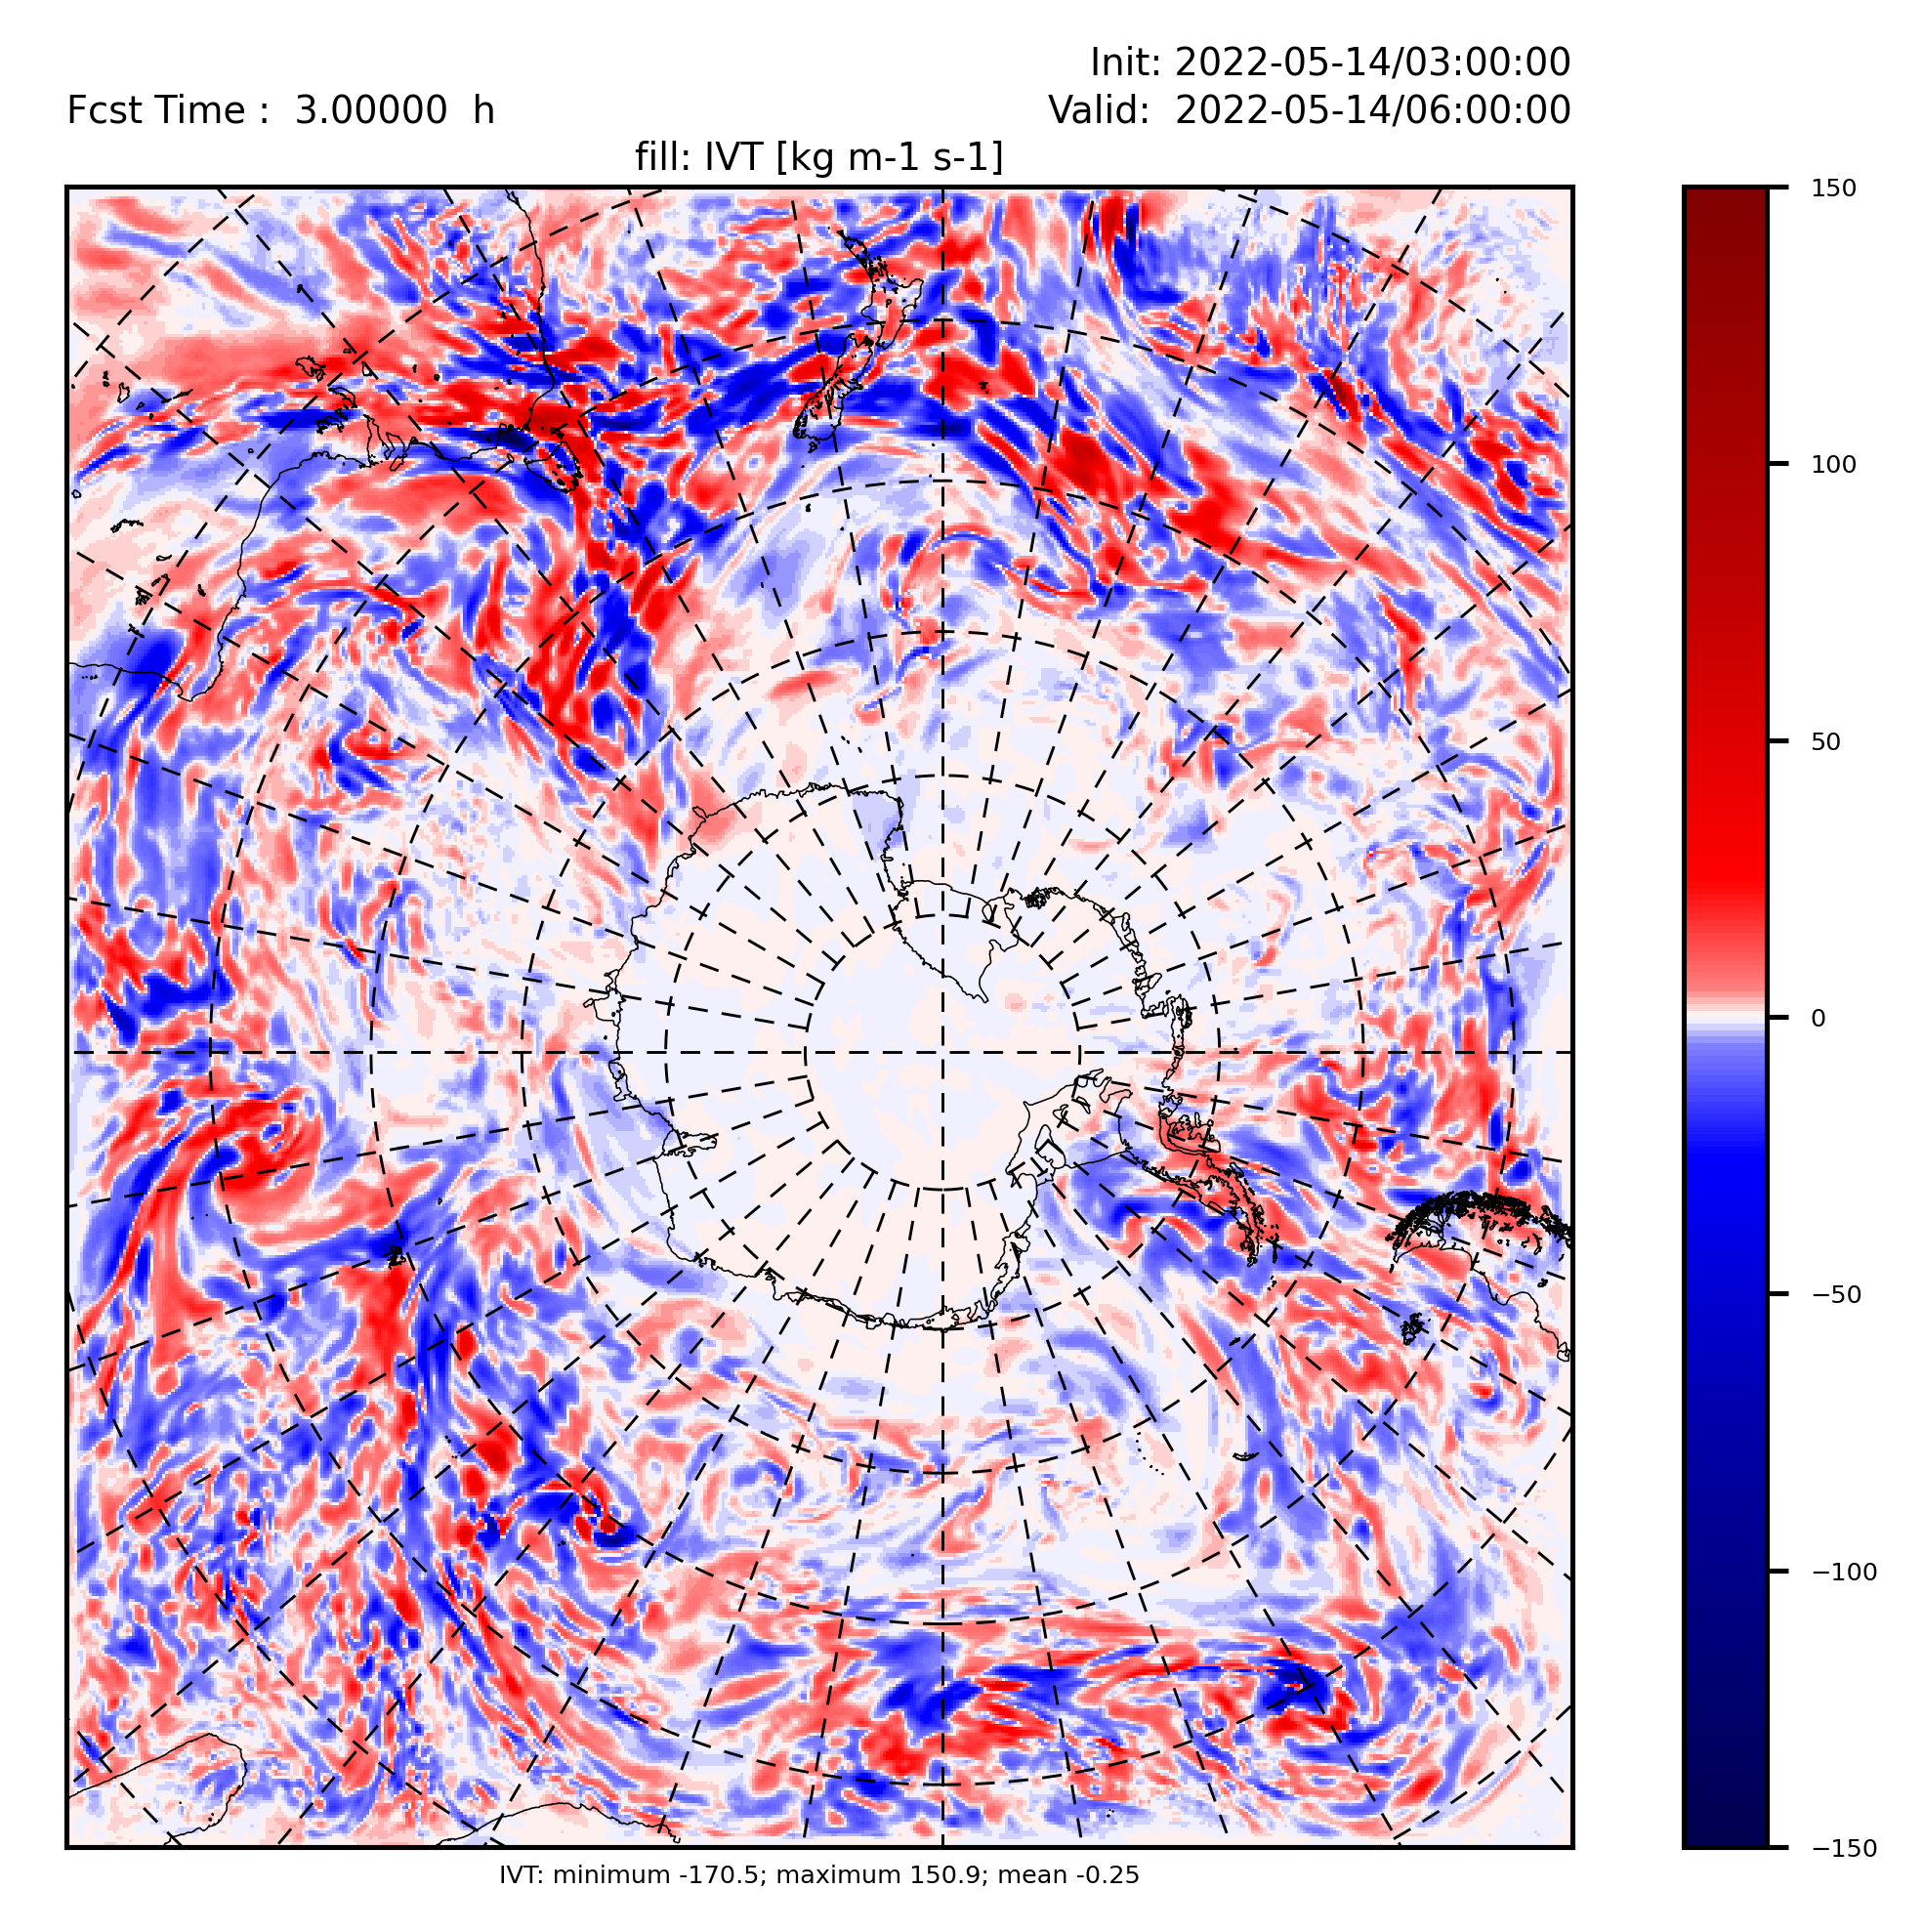 Init: 2022-05-14/03:00:00
Fcst Time :  3.00000  h
Valid:  2022-05-14/06:00:00
fill: IVT [kg m-1 s-1]
150
100
50
0
−50
−100
−150
IVT: minimum -170.5; maximum 150.9; mean -0.25